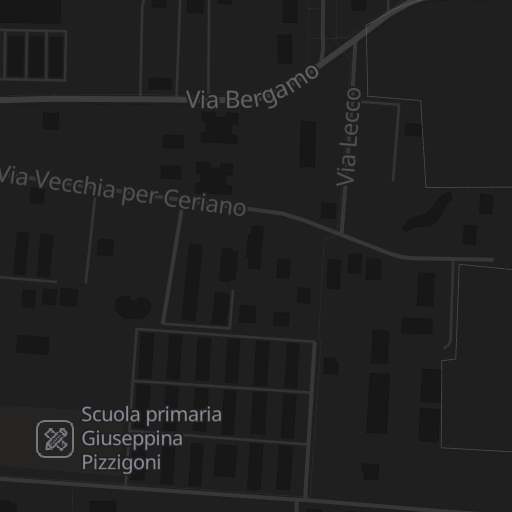 Via Bergamo
Via Lecco
Via Vecchia per Ceriano
Scuola primaria
Giuseppina
Pizzigoni